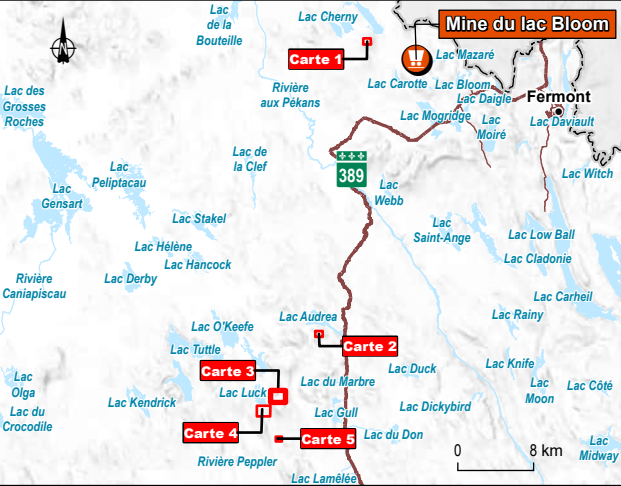 Lac
de la
Bouteille
Lac Cherny
Mine du lac Bloom
Carte 1
Lac Mazaré
Lac Carotte
Lac Bloom
Lac Daigle
Fermont
Lac des
Grosses
Roches
Rivière
aux Pékans
Lac Mogridge
Lac
Moiré
Lac Daviault
Lac de
la Clef
Lac
Peliptacau
389
Lac Witch
Lac
Gensart
Lac
Webb
Lac Stakel
Lac
Saint-Ange
Lac Low Ball
Lac Hélène
Lac Hancock
Lac Cladonie
Rivière
Caniapiscau
Lac Derby
Lac Carheil
Lac Rainy
Lac Audrea
Lac O'Keefe
Carte 2
Lac Tuttle
Carte 3
Lac Duck
Lac Knife
Lac
Olga
Lac du Marbre
Lac
Moon
Lac Côté
Lac Luck
Lac Kendrick
Lac du
Crocodile
Lac Gull
Lac Dickybird
Carte 4
Carte 5
Lac du Don
Lac
Midway
Rivière Peppler
0 8 km
Lac Lamêlée